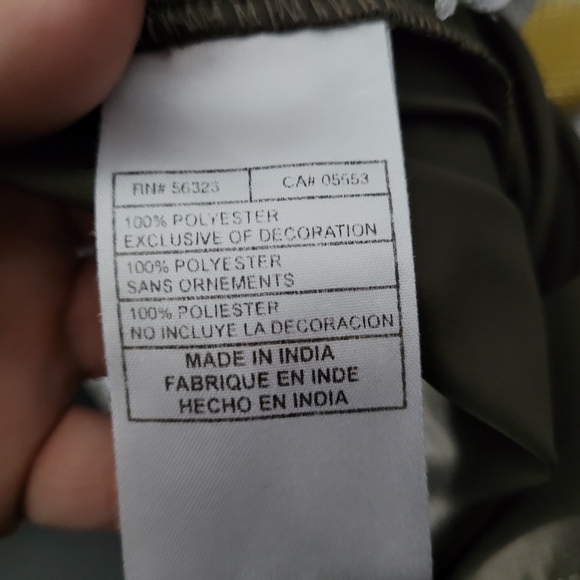 RN# 56323 CA# 05553
100% POLYESTER
EXCLUSIVE OF DECORATION
100% POLYESTER
SANS ORNEMENTS
100% POLIESTER
NO INCLUYE LA DECORACION
MADE IN INDIA
FABRIQUE EN INDE
HECHO EN INDIA